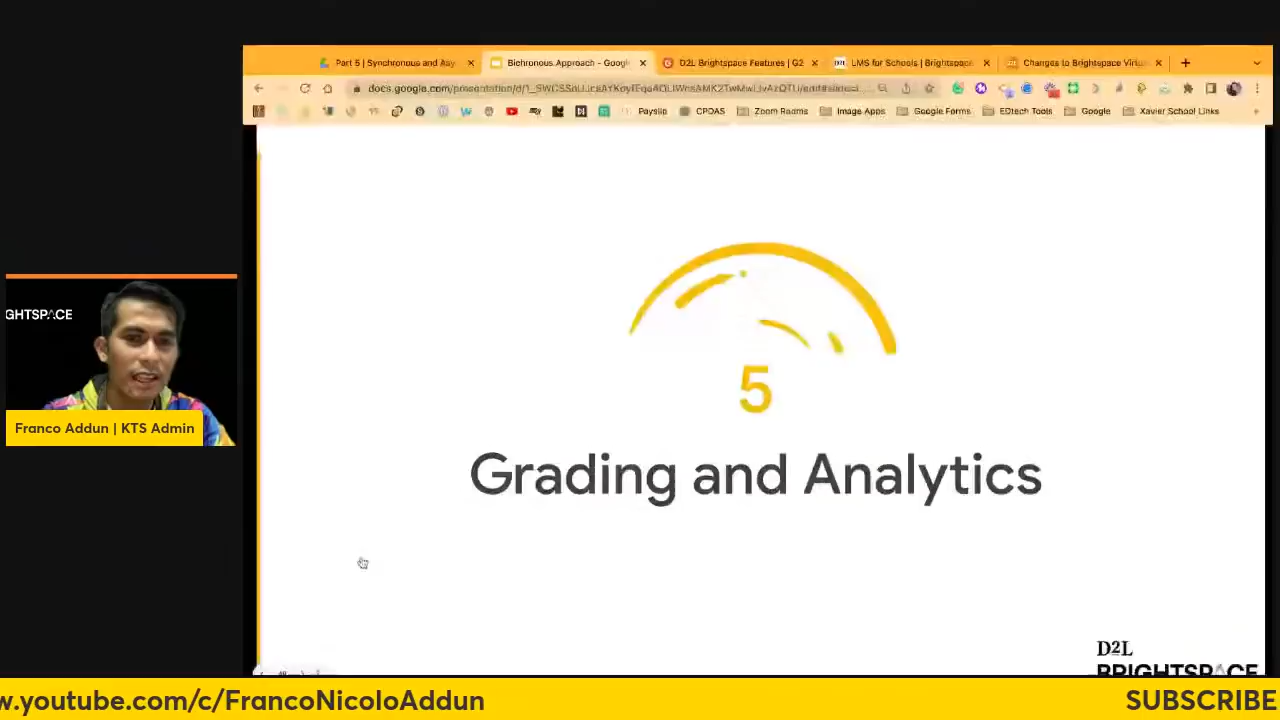 Part 5 | Synchronous and Asy
Bichronous Approach - Googl
D2L Brightspace Features | G2
LMS for Schools | Brightspace
Changes to Brightspace Virtu
Payslip
CPDAS
Zoom Rooms
Image Apps
Google Forms
EDtech Tools
Google
Xavier School Links
GHTSPACE
Franco Addun | KTS Admin
5
Grading and Analytics
D2L
BRIGHTSPACE
w.youtube.com/c/FrancoNicoloAddun
SUBSCRIBE